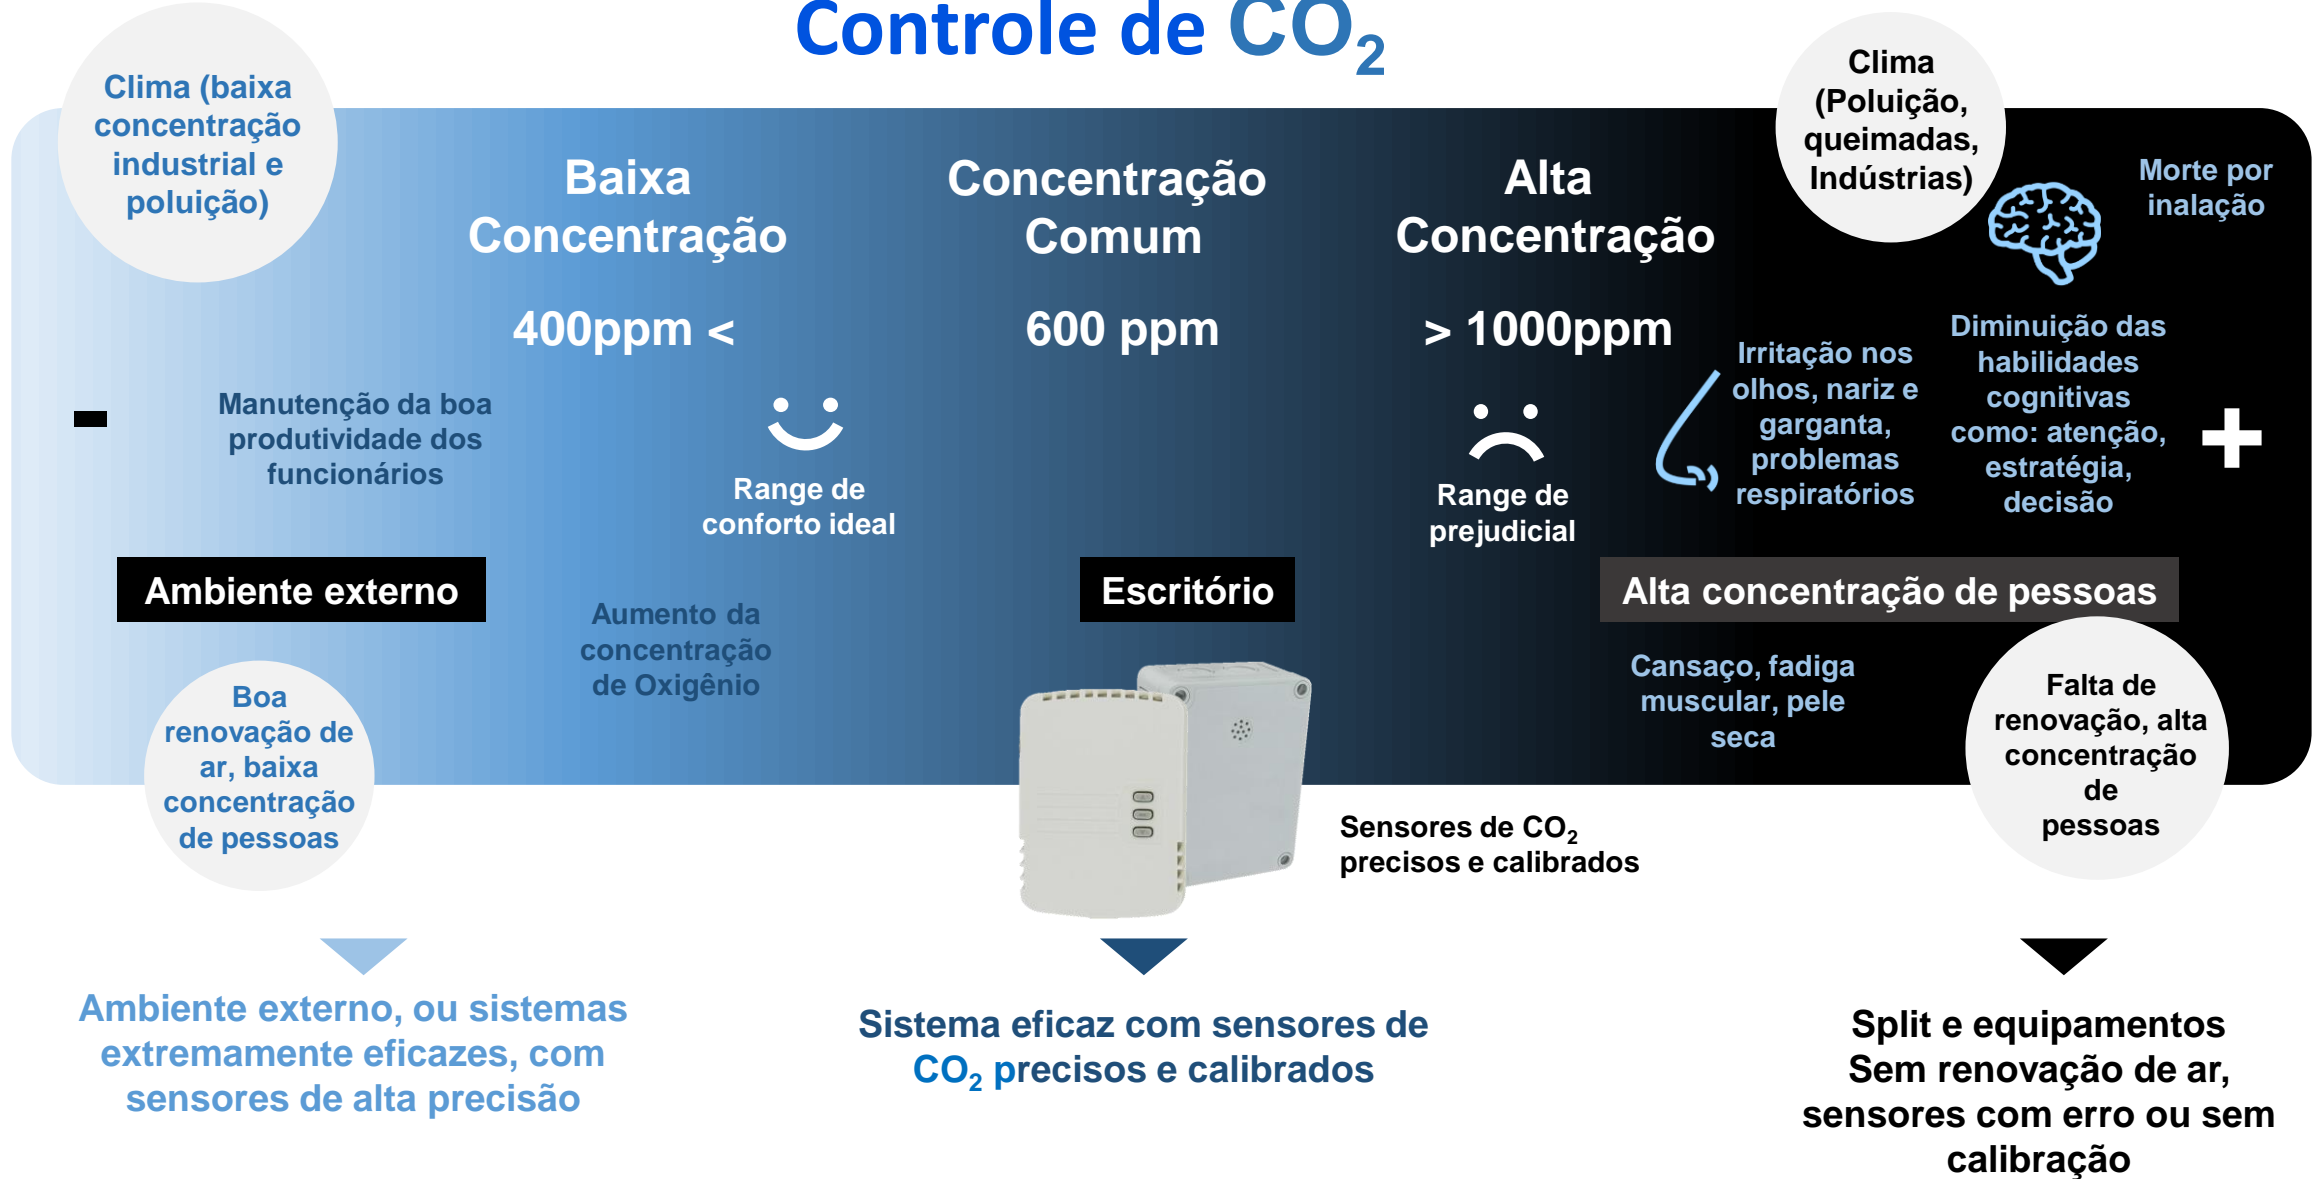 Controle de CO₂
Clima (baixa
concentração
industrial e
poluição)
Baixa
Concentração
400ppm <
Concentração
Comum
600 ppm
Alta
Concentração
> 1000ppm
Clima
(Poluição,
queimadas,
Indústrias)
Morte por
inalação
-
Manutenção da boa
produtividade dos
funcionários
Range de
conforto ideal
Range de
prejudicial
Irritação nos
olhos, nariz e
garganta,
problemas
respiratórios
Diminuição das
habilidades
cognitivas
como: atenção,
estratégia,
decisão
+
Ambiente externo
Aumento da
concentração
de Oxigênio
Escritório
Alta concentração de pessoas
Cansaço, fadiga
muscular, pele
seca
Boa
renovação de
ar, baixa
concentração
de pessoas
Sensores de CO₂
precisos e calibrados
Falta de
renovação, alta
concentração
de
pessoas
Ambiente externo, ou sistemas
extremamente eficazes, com
sensores de alta precisão
Sistema eficaz com sensores de
CO₂ precisos e calibrados
Split e equipamentos
Sem renovação de ar,
sensores com erro ou sem
calibração